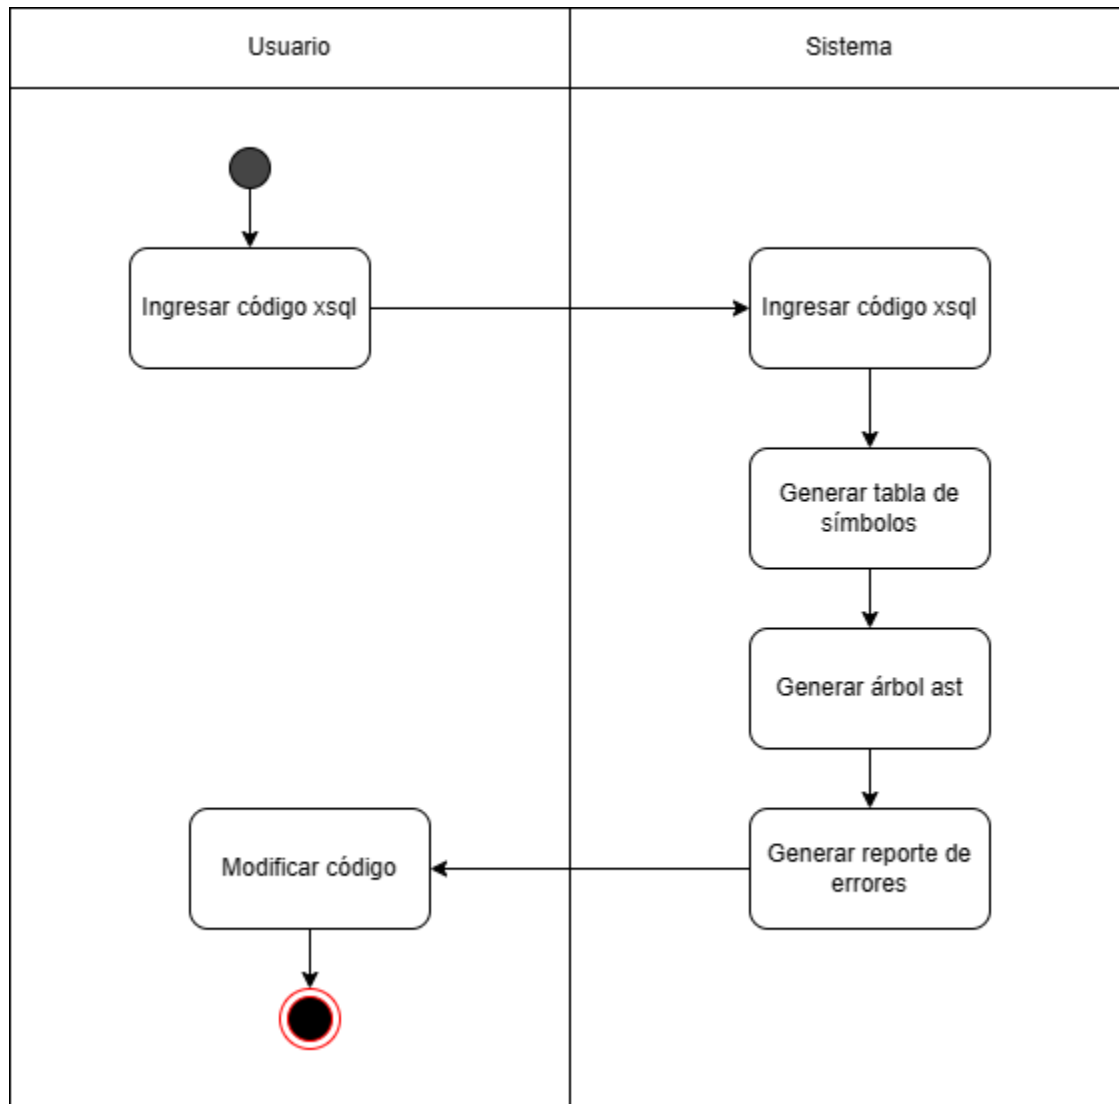 Usuario
Sistema
Ingresar código xsql
Ingresar código xsql
Generar tabla de
símbolos
Generar árbol ast
Modificar código
Generar reporte de
errores